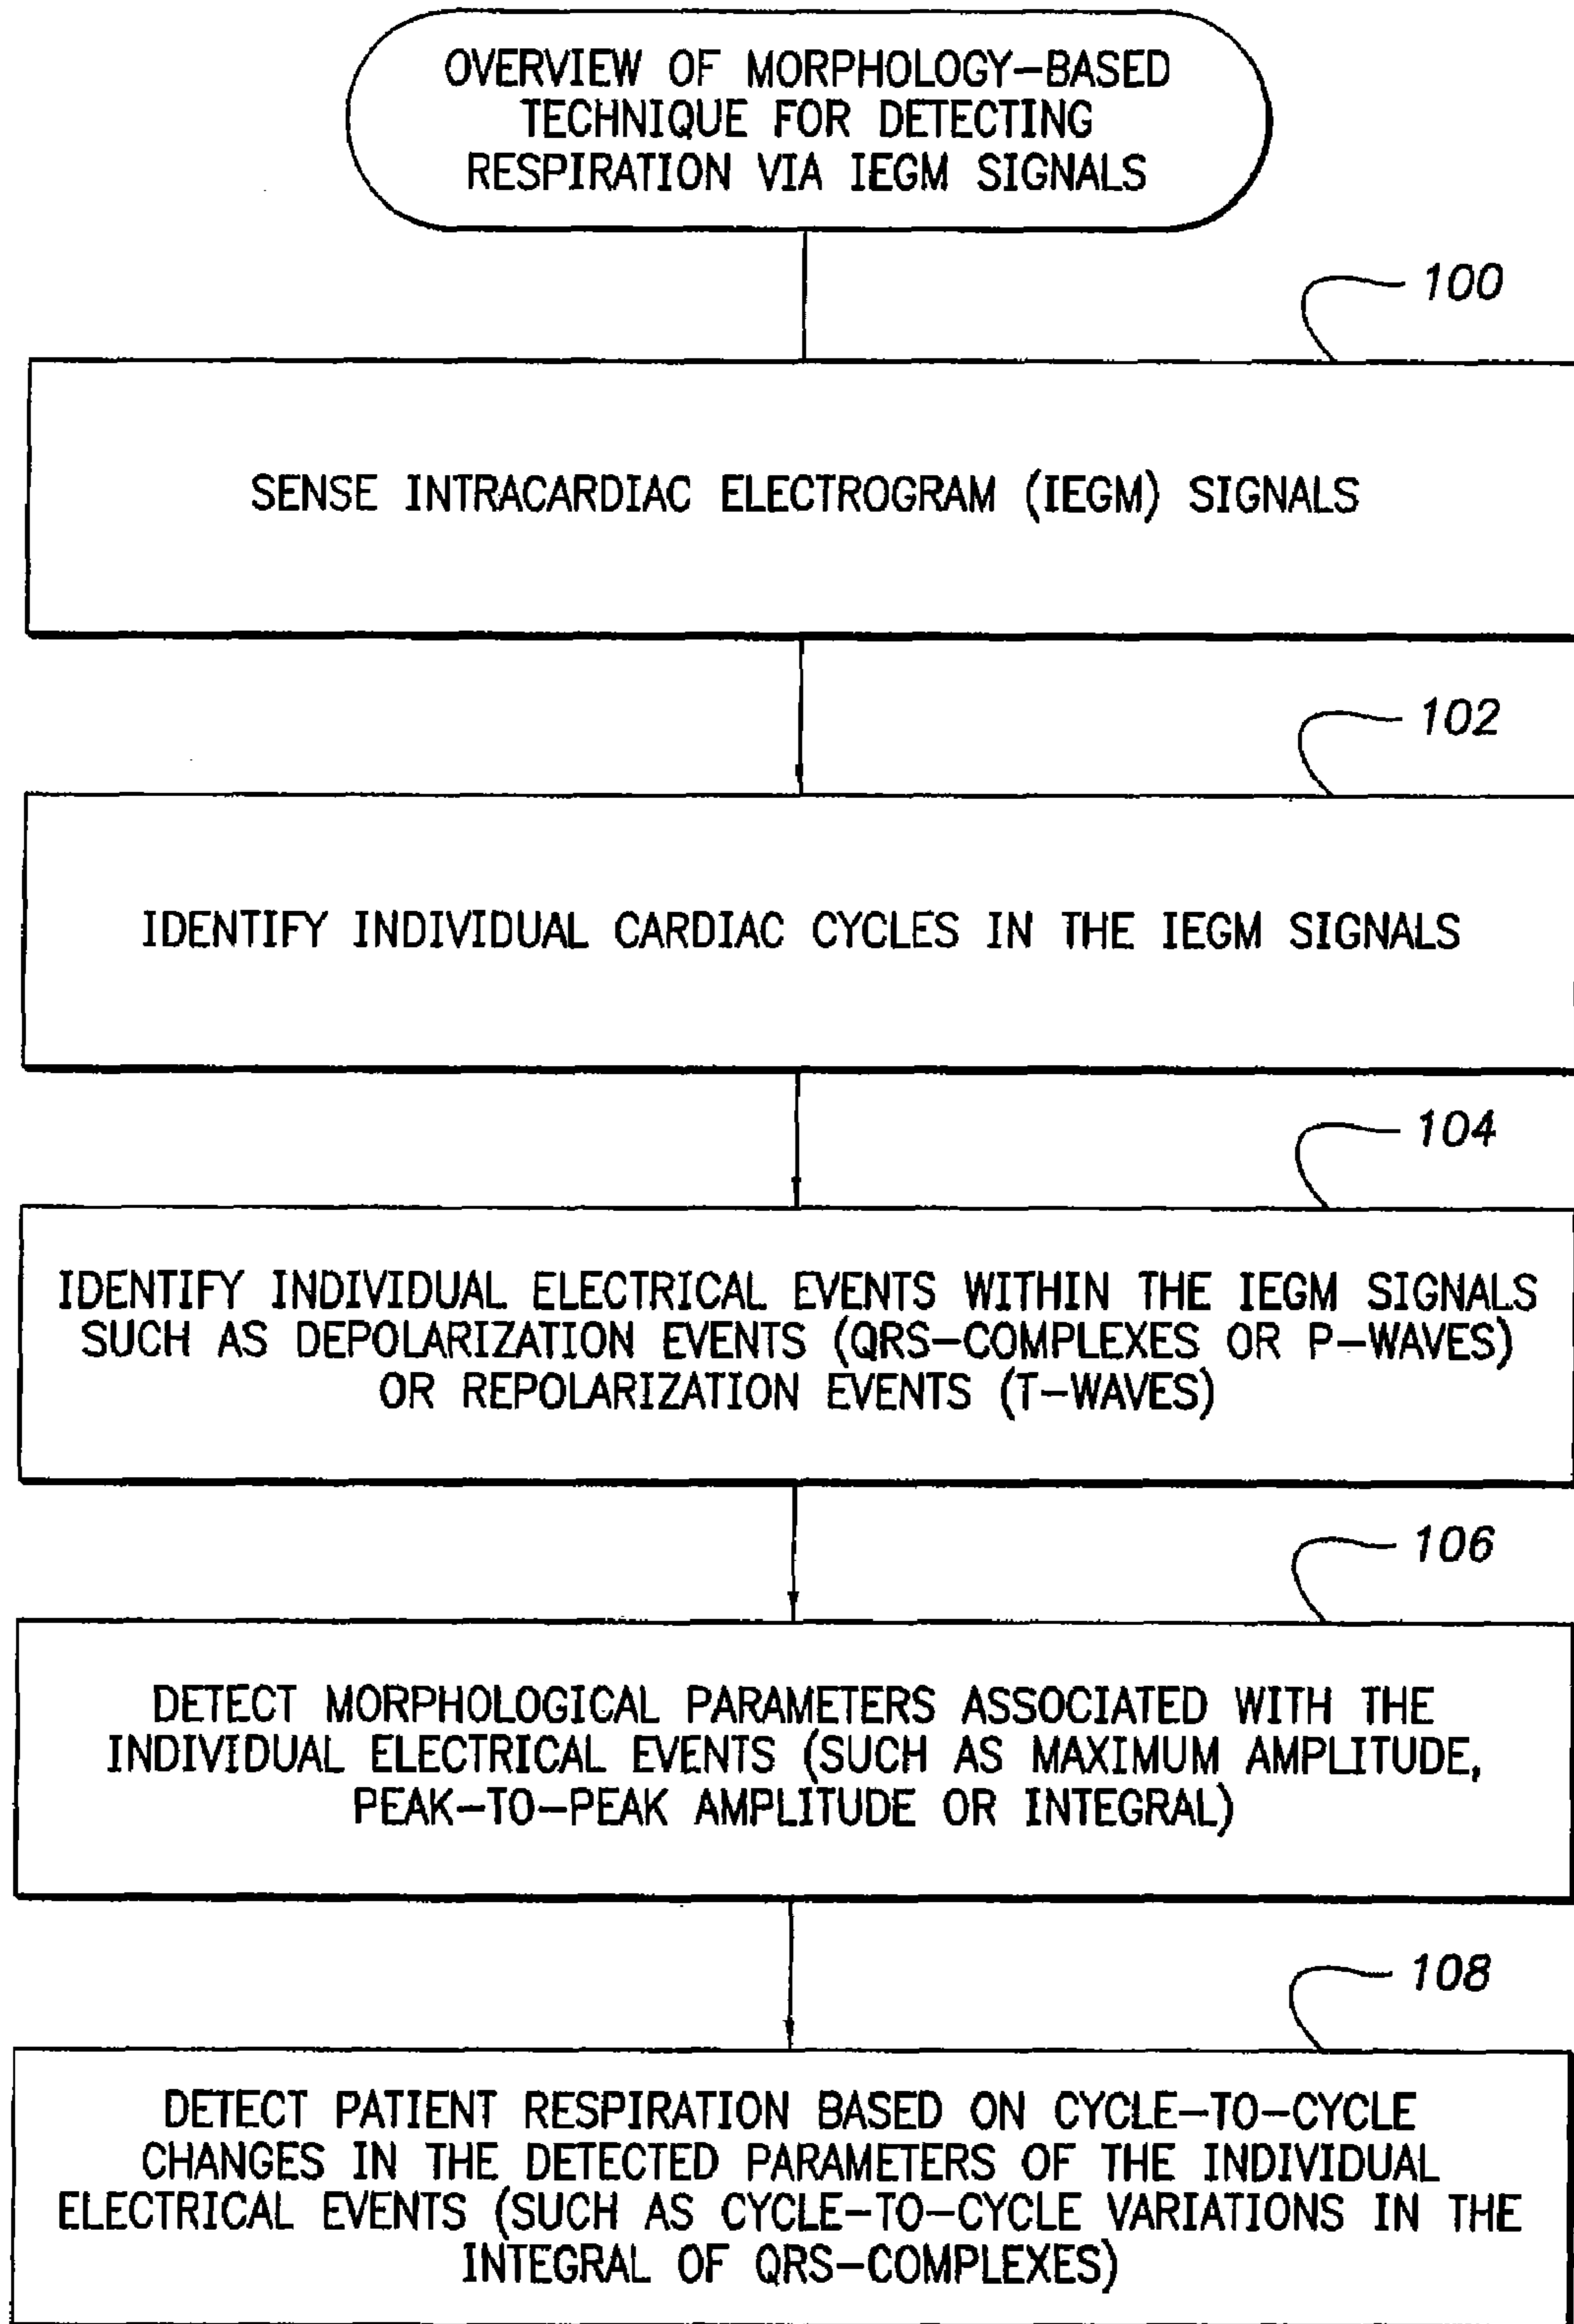 OVERVIEW OF MORPHOLOGY-BASED
TECHNIQUE FOR DETECTING
RESPIRATION VIA IEGM SIGNALS
100
SENSE INTRACARDIAC ELECTROGRAM (IEGM) SIGNALS
102
IDENTIFY INDIVIDUAL CARDIAC CYCLES IN THE IEGM SIGNALS
104
IDENTIFY INDIVIDUAL ELECTRICAL EVENTS WITHIN THE IEGM SIGNALS
SUCH AS DEPOLARIZATION EVENTS (QRS-COMPLEXES OR P-WAVES)
OR REPOLARIZATION EVENTS (T-WAVES)
106
DETECT MORPHOLOGICAL PARAMETERS ASSOCIATED WITH THE
INDIVIDUAL ELECTRICAL EVENTS (SUCH AS MAXIMUM AMPLITUDE,
PEAK-TO-PEAK AMPLITUDE OR INTEGRAL)
108
DETECT PATIENT RESPIRATION BASED ON CYCLE-TO-CYCLE
CHANGES IN THE DETECTED PARAMETERS OF THE INDIVIDUAL
ELECTRICAL EVENTS (SUCH AS CYCLE-TO-CYCLE VARIATIONS IN THE
INTEGRAL OF QRS-COMPLEXES)